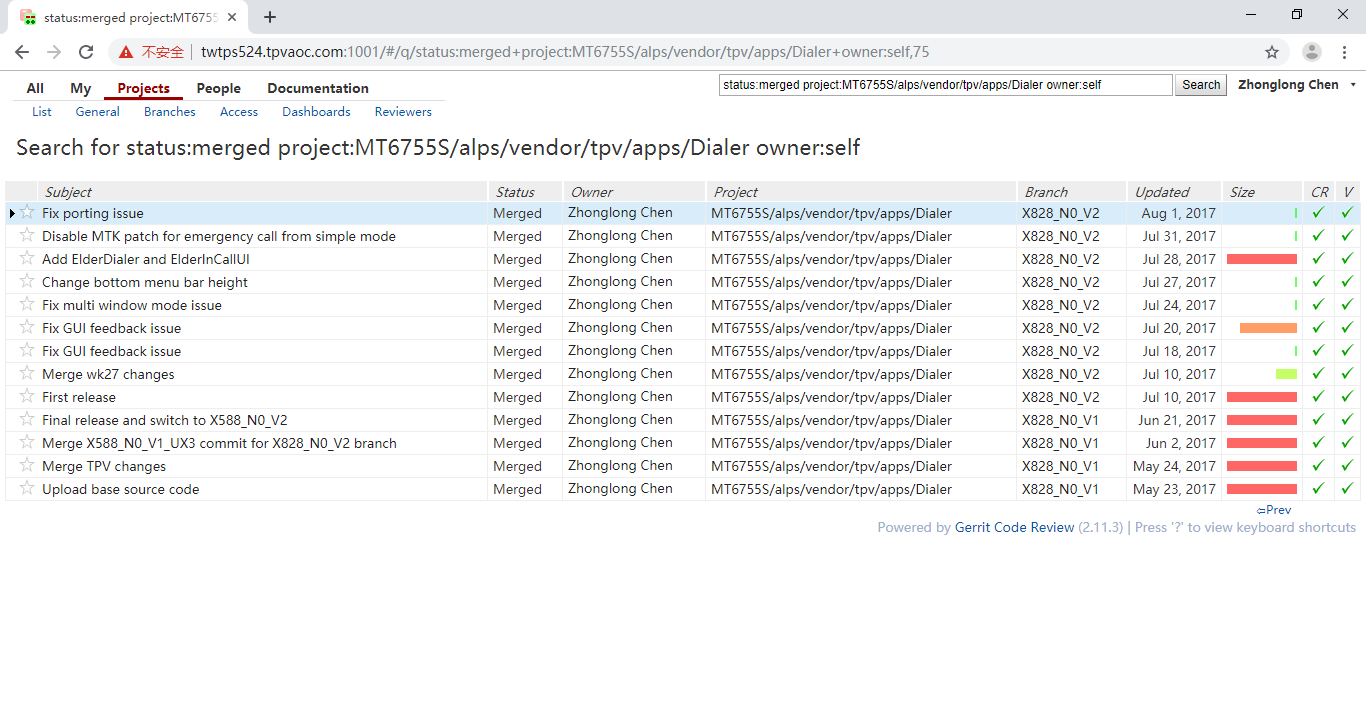 status:merged project:MT6755
不安全 twtps524.tpvaoc.com:1001/#/q/status:merged+project:MT6755S/alps/vendor/tpv/apps/Dialer+owner:self,75
All My Projects People Documentation
status:merged project:MT6755S/alps/vendor/tpv/apps/Dialer owner:self Search Zhonglong Chen
List General Branches Access Dashboards Reviewers
Search for status:merged project:MT6755S/alps/vendor/tpv/apps/Dialer owner:self
Subject Status Owner Project Branch Updated Size CR V
Fix porting issue Merged Zhonglong Chen MT6755S/alps/vendor/tpv/apps/Dialer X828_N0_V2 Aug 1, 2017
Disable MTK patch for emergency call from simple mode Merged Zhonglong Chen MT6755S/alps/vendor/tpv/apps/Dialer X828_N0_V2 Jul 31, 2017
Add ElderDialer and ElderInCallUI Merged Zhonglong Chen MT6755S/alps/vendor/tpv/apps/Dialer X828_N0_V2 Jul 28, 2017
Change bottom menu bar height Merged Zhonglong Chen MT6755S/alps/vendor/tpv/apps/Dialer X828_N0_V2 Jul 27, 2017
Fix multi window mode issue Merged Zhonglong Chen MT6755S/alps/vendor/tpv/apps/Dialer X828_N0_V2 Jul 24, 2017
Fix GUI feedback issue Merged Zhonglong Chen MT6755S/alps/vendor/tpv/apps/Dialer X828_N0_V2 Jul 20, 2017
Fix GUI feedback issue Merged Zhonglong Chen MT6755S/alps/vendor/tpv/apps/Dialer X828_N0_V2 Jul 18, 2017
Merge wk27 changes Merged Zhonglong Chen MT6755S/alps/vendor/tpv/apps/Dialer X828_N0_V2 Jul 10, 2017
First release Merged Zhonglong Chen MT6755S/alps/vendor/tpv/apps/Dialer X828_N0_V2 Jul 10, 2017
Final release and switch to X588_N0_V2 Merged Zhonglong Chen MT6755S/alps/vendor/tpv/apps/Dialer X828_N0_V1 Jun 21, 2017
Merge X588_N0_V1_UX3 commit for X828_N0_V2 branch Merged Zhonglong Chen MT6755S/alps/vendor/tpv/apps/Dialer X828_N0_V1 Jun 2, 2017
Merge TPV changes Merged Zhonglong Chen MT6755S/alps/vendor/tpv/apps/Dialer X828_N0_V1 May 24, 2017
Upload base source code Merged Zhonglong Chen MT6755S/alps/vendor/tpv/apps/Dialer X828_N0_V1 May 23, 2017
⇦Prev
Powered by Gerrit Code Review (2.11.3) | Press '?' to view keyboard shortcuts